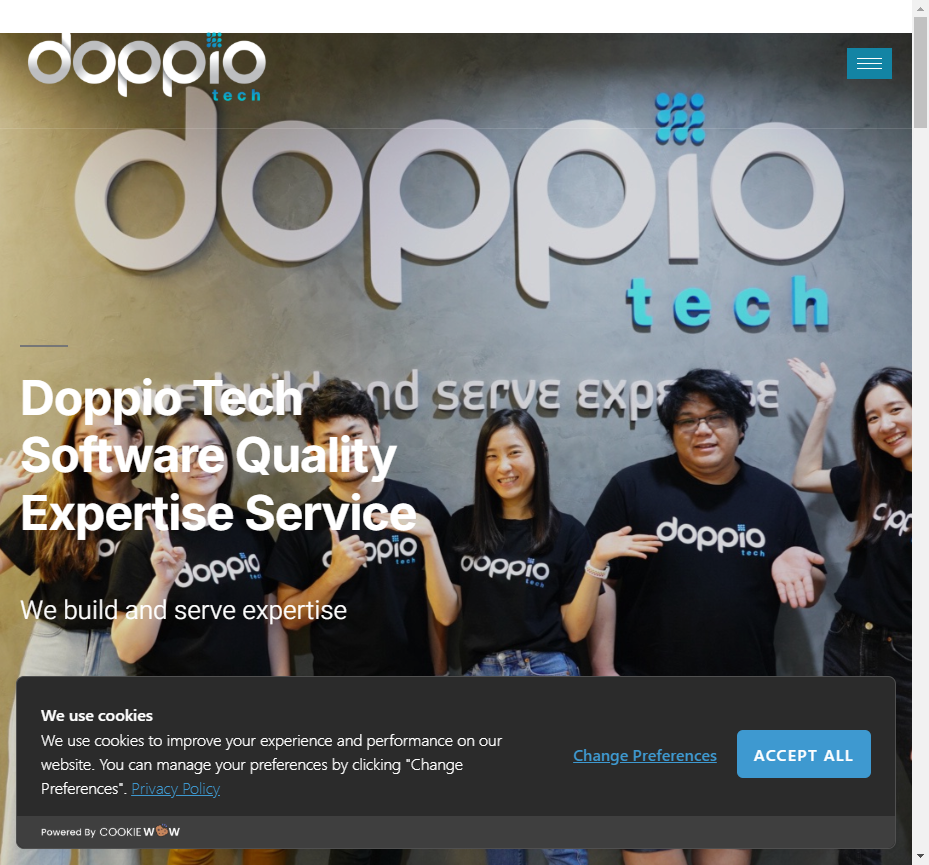 doppio
tech
doppio
tech
we build and serve expertise
Doppio Tech
Software Quality
Expertise Service
doppio
tech
doppio
tech
doppio
tech
doppio
tech
We build and serve expertise
We use cookies
We use cookies to improve your experience and performance on our
website. You can manage your preferences by clicking "Change
Preferences". Privacy Policy
Change Preferences
ACCEPT ALL
Powered By COOKIE WOW